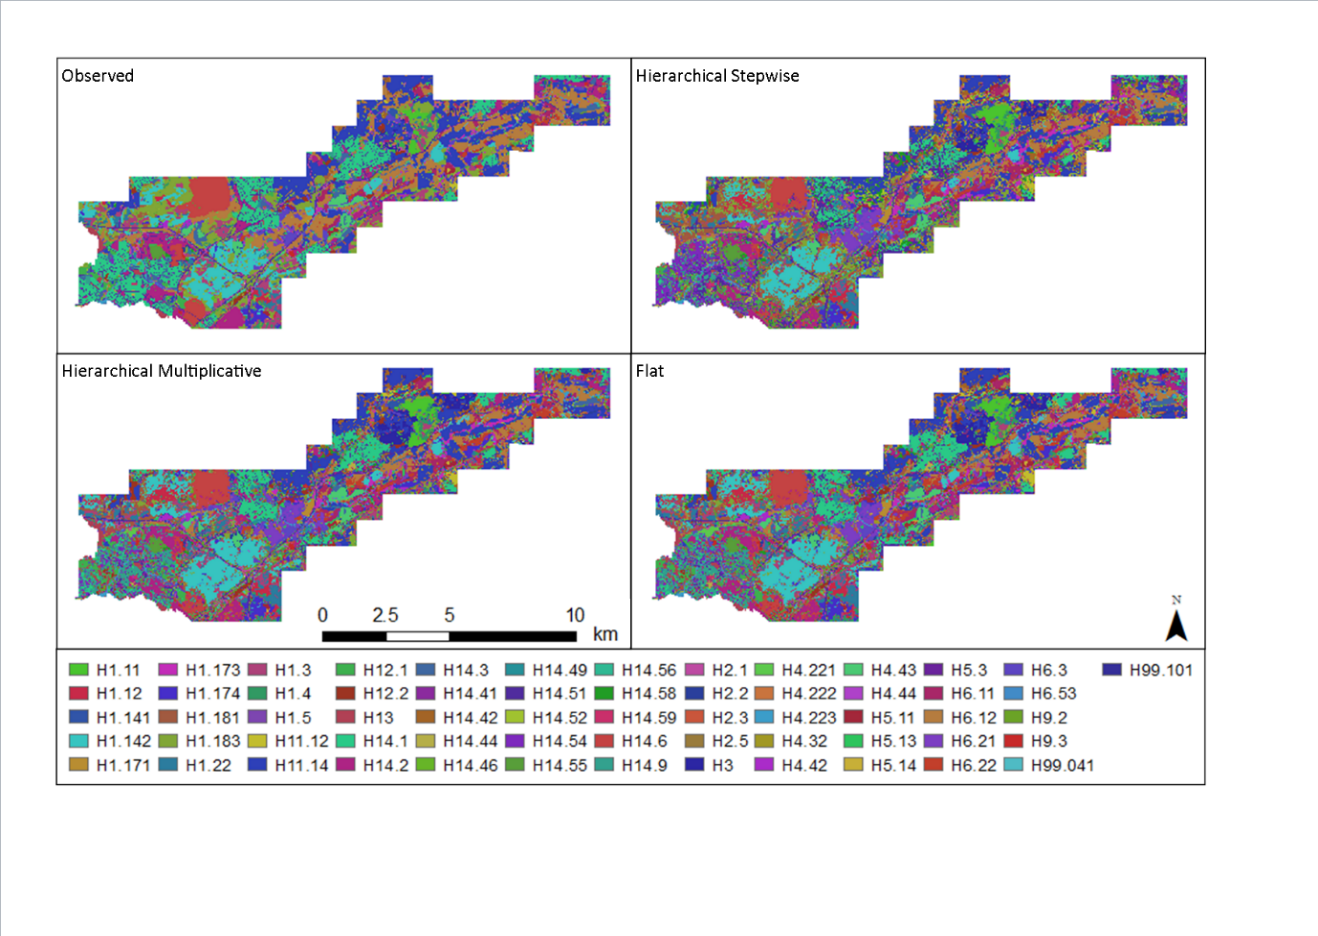 Observed
Hierarchical Stepwise
Hierarchical Multiplicative
Flat
0 2.5 5 10
km
N
H1.11 H1.173 H1.3 H12.1 H14.3 H14.49 H14.56 H2.1 H4.221 H4.43 H5.3 H6.3 H99.101
H1.12 H1.174 H1.4 H12.2 H14.41 H14.51 H14.58 H2.2 H4.222 H4.44 H6.11 H6.53
H1.141 H1.181 H1.5 H13 H14.42 H14.52 H14.59 H2.3 H4.223 H5.11 H6.12 H9.2
H1.142 H1.183 H11.12 H14.1 H14.44 H14.54 H14.6 H2.5 H4.32 H5.13 H6.21 H9.3
H1.171 H1.22 H11.14 H14.2 H14.46 H14.55 H14.9 H3 H4.42 H5.14 H6.22 H99.041